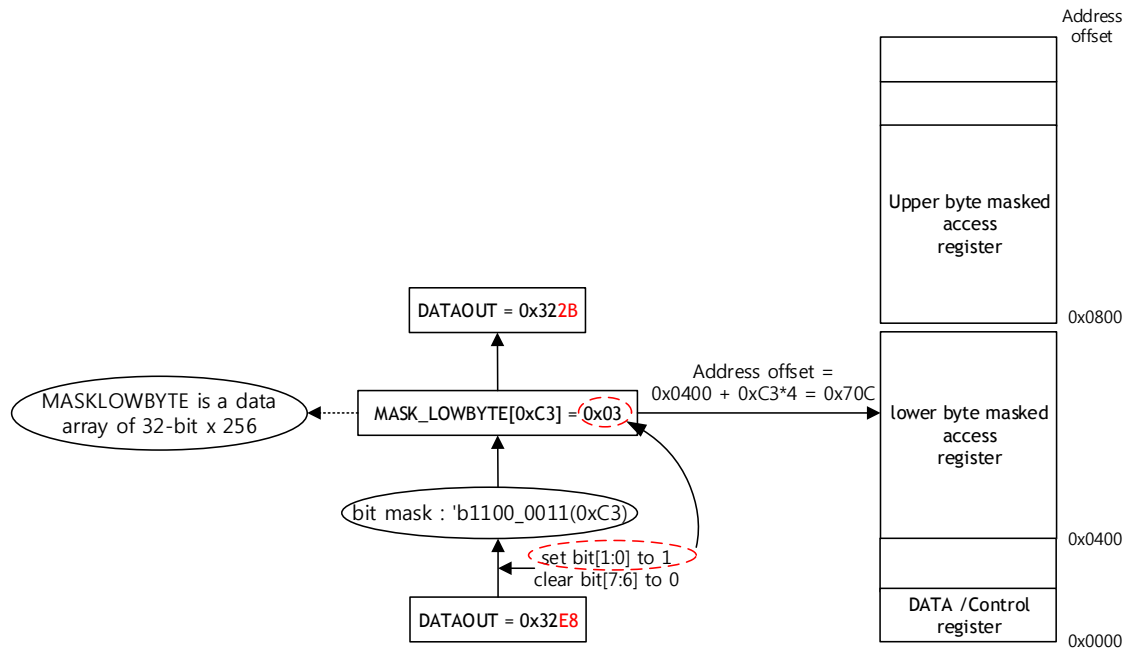 Address
offset
Upper byte masked
access
register
0x0800
DATAOUT = 0x322B
Address offset =
0x0400 + 0xC3*4 = 0x70C
MASKLOWBYTE is a data
array of 32-bit x 256
MASK_LOWBYTE[0xC3] = 0x03
lower byte masked
access
register
bit mask : 'b1100_0011(0xC3)
0x0400
set bit[1:0] to 1
clear bit[7:6] to 0
DATAOUT = 0x32E8
DATA /Control
register
0x0000